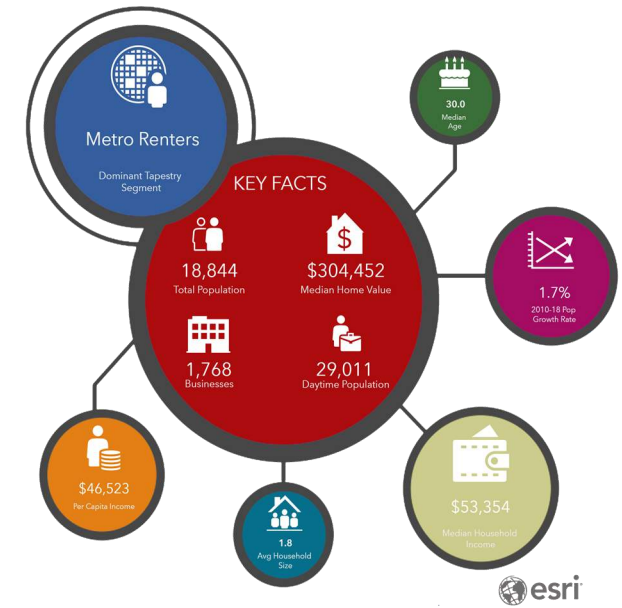 Metro Renters
Dominant Tapestry
Segment
30.0
Median
Age
KEY FACTS
$
18,844
Total Population
$304,452
Median Home Value
1.7%
2010-18 Pop
Growth Rate
1,768
Businesses
29,011
Daytime Population
$46,523
Per Capita Income
$53,354
Median Household
Income
1.8
Avg Household
Size
esri